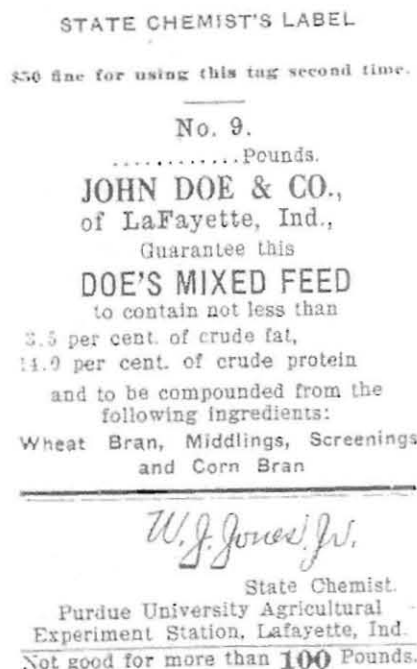 STATE CHEMIST'S LABEL
$50 fine for using this tag second time.
No. 9.
............Pounds.
JOHN DOE & CO.,
of LaFayette, Ind.,
Guarantee this
DOE'S MIXED FEED
to contain not less than
3.5 per cent. of crude fat,
14.9 per cent. of crude protein
and to be compounded from the
following ingredients:
Wheat Bran, Middlings, Screenings
and Corn Bran
W. J. Jones, Jr.
State Chemist.
Purdue University Agricultural
Experiment Station, Lafayette, Ind.
Not good for more than 100 Pounds.